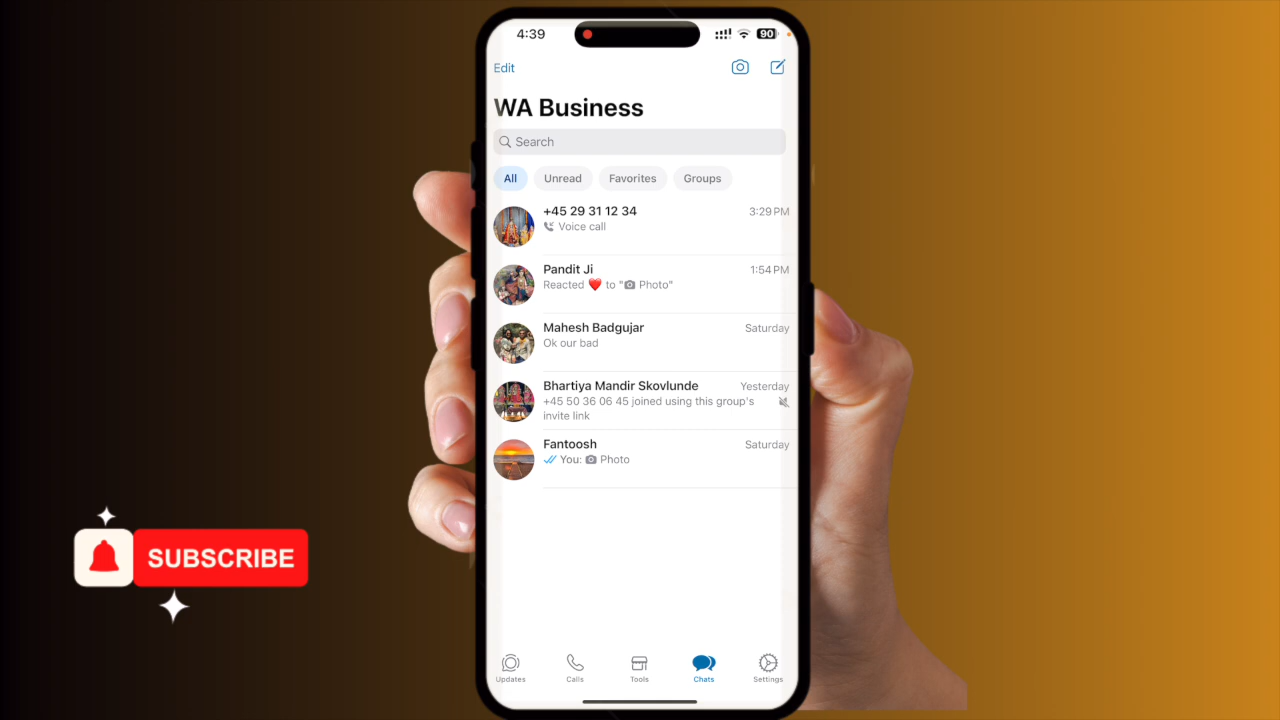 4:39
90
Edit
WA Business
Search
All Unread Favorites Groups
+45 29 31 12 34 3:29 PM
Voice call
Pandit Ji 1:54 PM
Reacted ❤️ to "📷 Photo"
Mahesh Badgujar Saturday
Ok our bad
Bhartiya Mandir Skovlunde Yesterday
+45 50 36 06 45 joined using this group's
invite link
Fantoosh Saturday
You: 📷 Photo
SUBSCRIBE
Updates Calls Tools Chats Settings